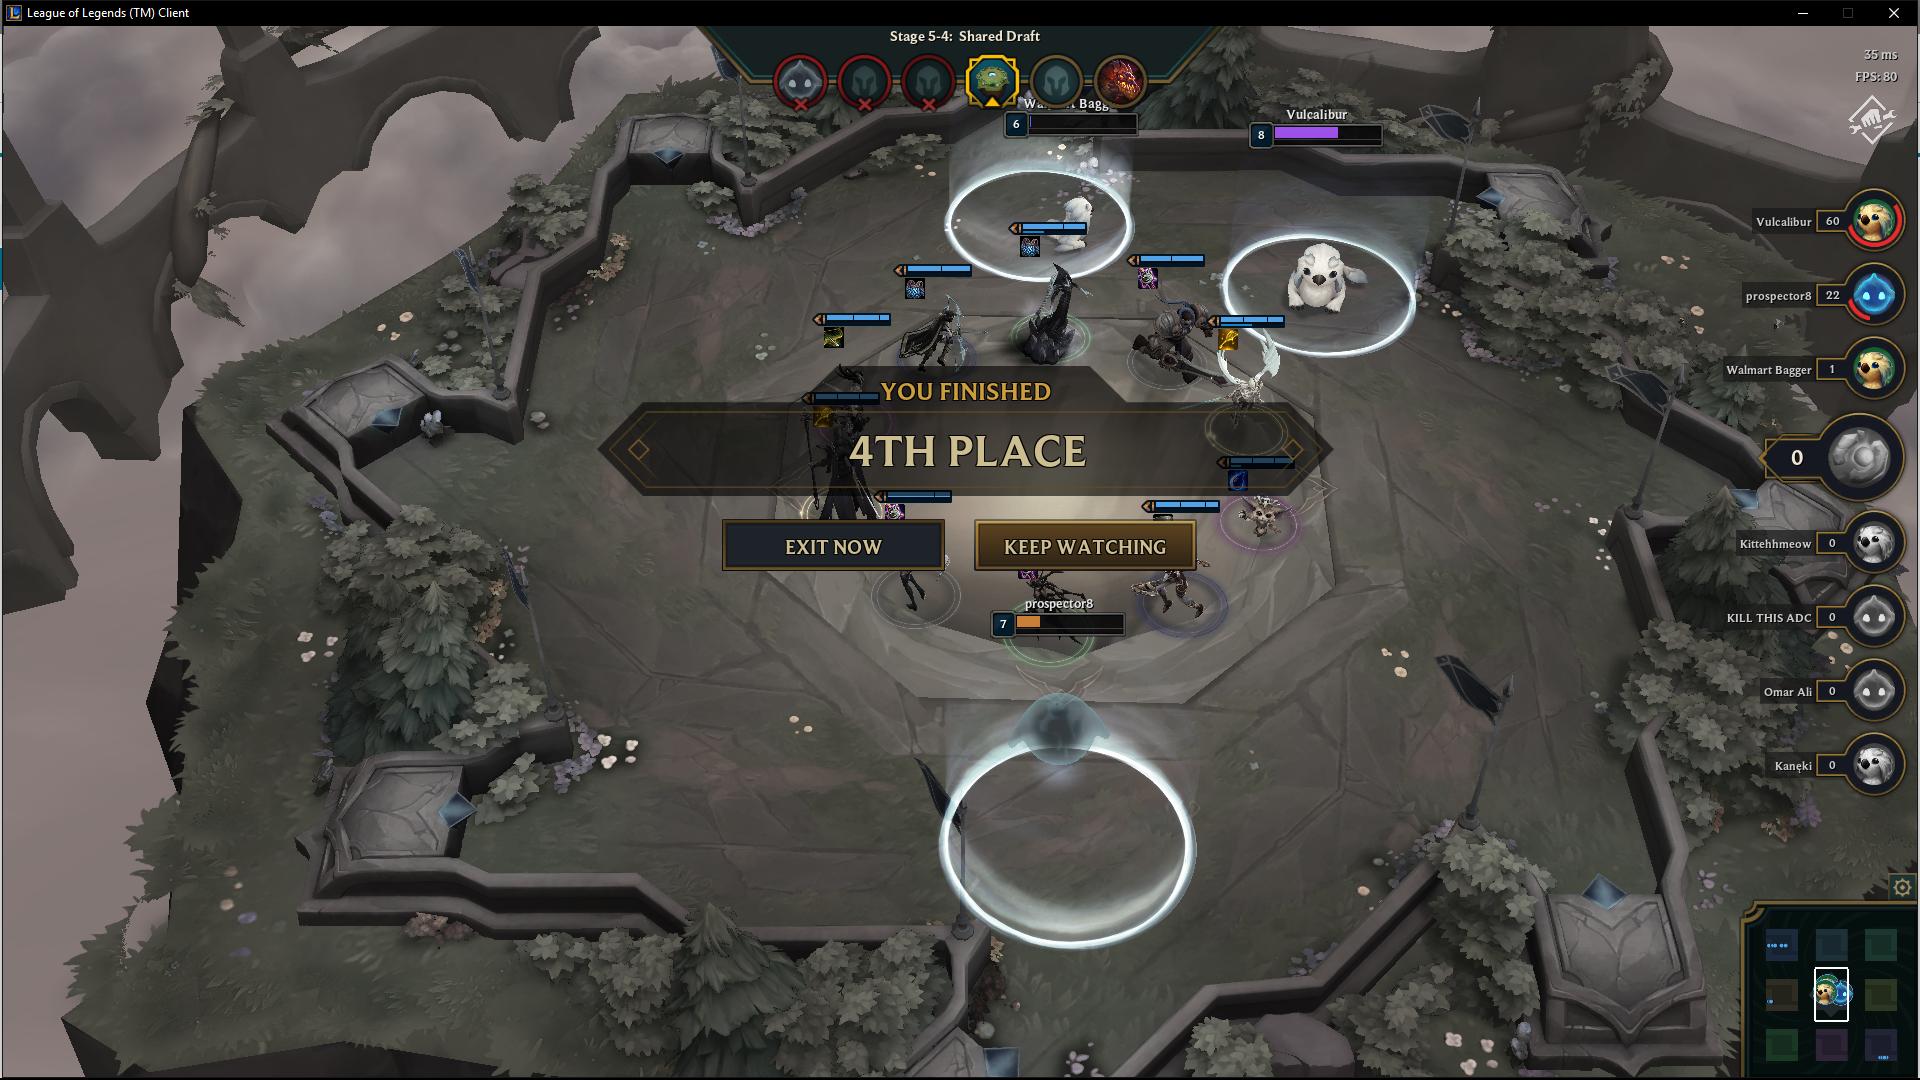 League of Legends (TM) Client
Stage 5-4: Shared Draft
35 ms
FPS: 80
6
Vulcalibur
8
Vulcalibur 60
prospector8 22
Walmart Bagger 1
YOU FINISHED
4TH PLACE
0
EXIT NOW
KEEP WATCHING
Kittehhmeow 0
prospector8
7
KILL THIS ADC 0
Omar Ali 0
Kanęki 0